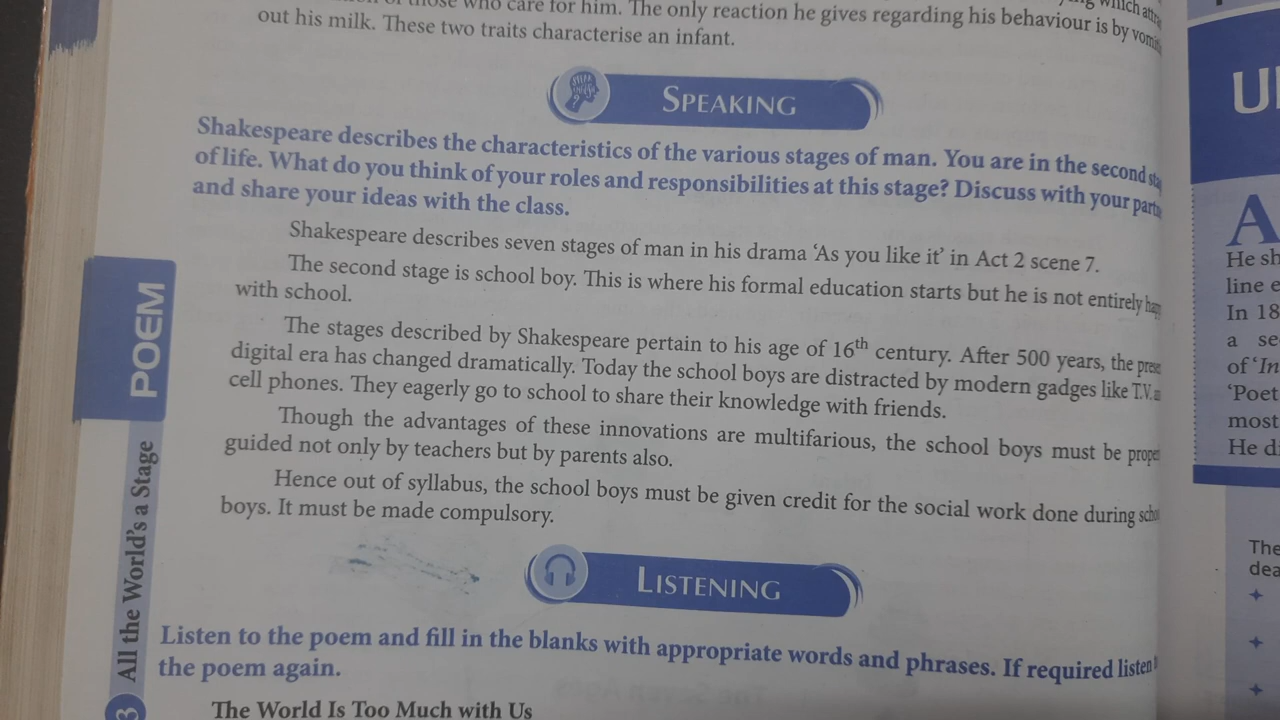 those who care for him. The only reaction he gives regarding his behaviour is by
out his milk. These two traits characterise an infant.
SPEAKING
Shakespeare describes the characteristics of the various stages of man. You are in the second
of life. What do you think of your roles and responsibilities at this stage? Discuss with your
and share your ideas with the class.
Shakespeare describes seven stages of man in his drama ‘As you like it’ in Act 2 scene 7.
The second stage is school boy. This is where his formal education starts but he is not entirely
with school.
The stages described by Shakespeare pertain to his age of 16th century. After 500 years, the
digital era has changed dramatically. Today the school boys are distracted by modern gadges like T.V.
cell phones. They eagerly go to school to share their knowledge with friends.
Though the advantages of these innovations are multifarious, the school boys must be
guided not only by teachers but by parents also.
Hence out of syllabus, the school boys must be given credit for the social work done during
boys. It must be made compulsory.
LISTENING
Listen to the poem and fill in the blanks with appropriate words and phrases. If required listen
the poem again.
The World Is Too Much with Us
POEM
All the World's a Stage
3
U
A
He sh
line e
In 18
a se
of ‘In
‘Poet
most
He d
The
dea